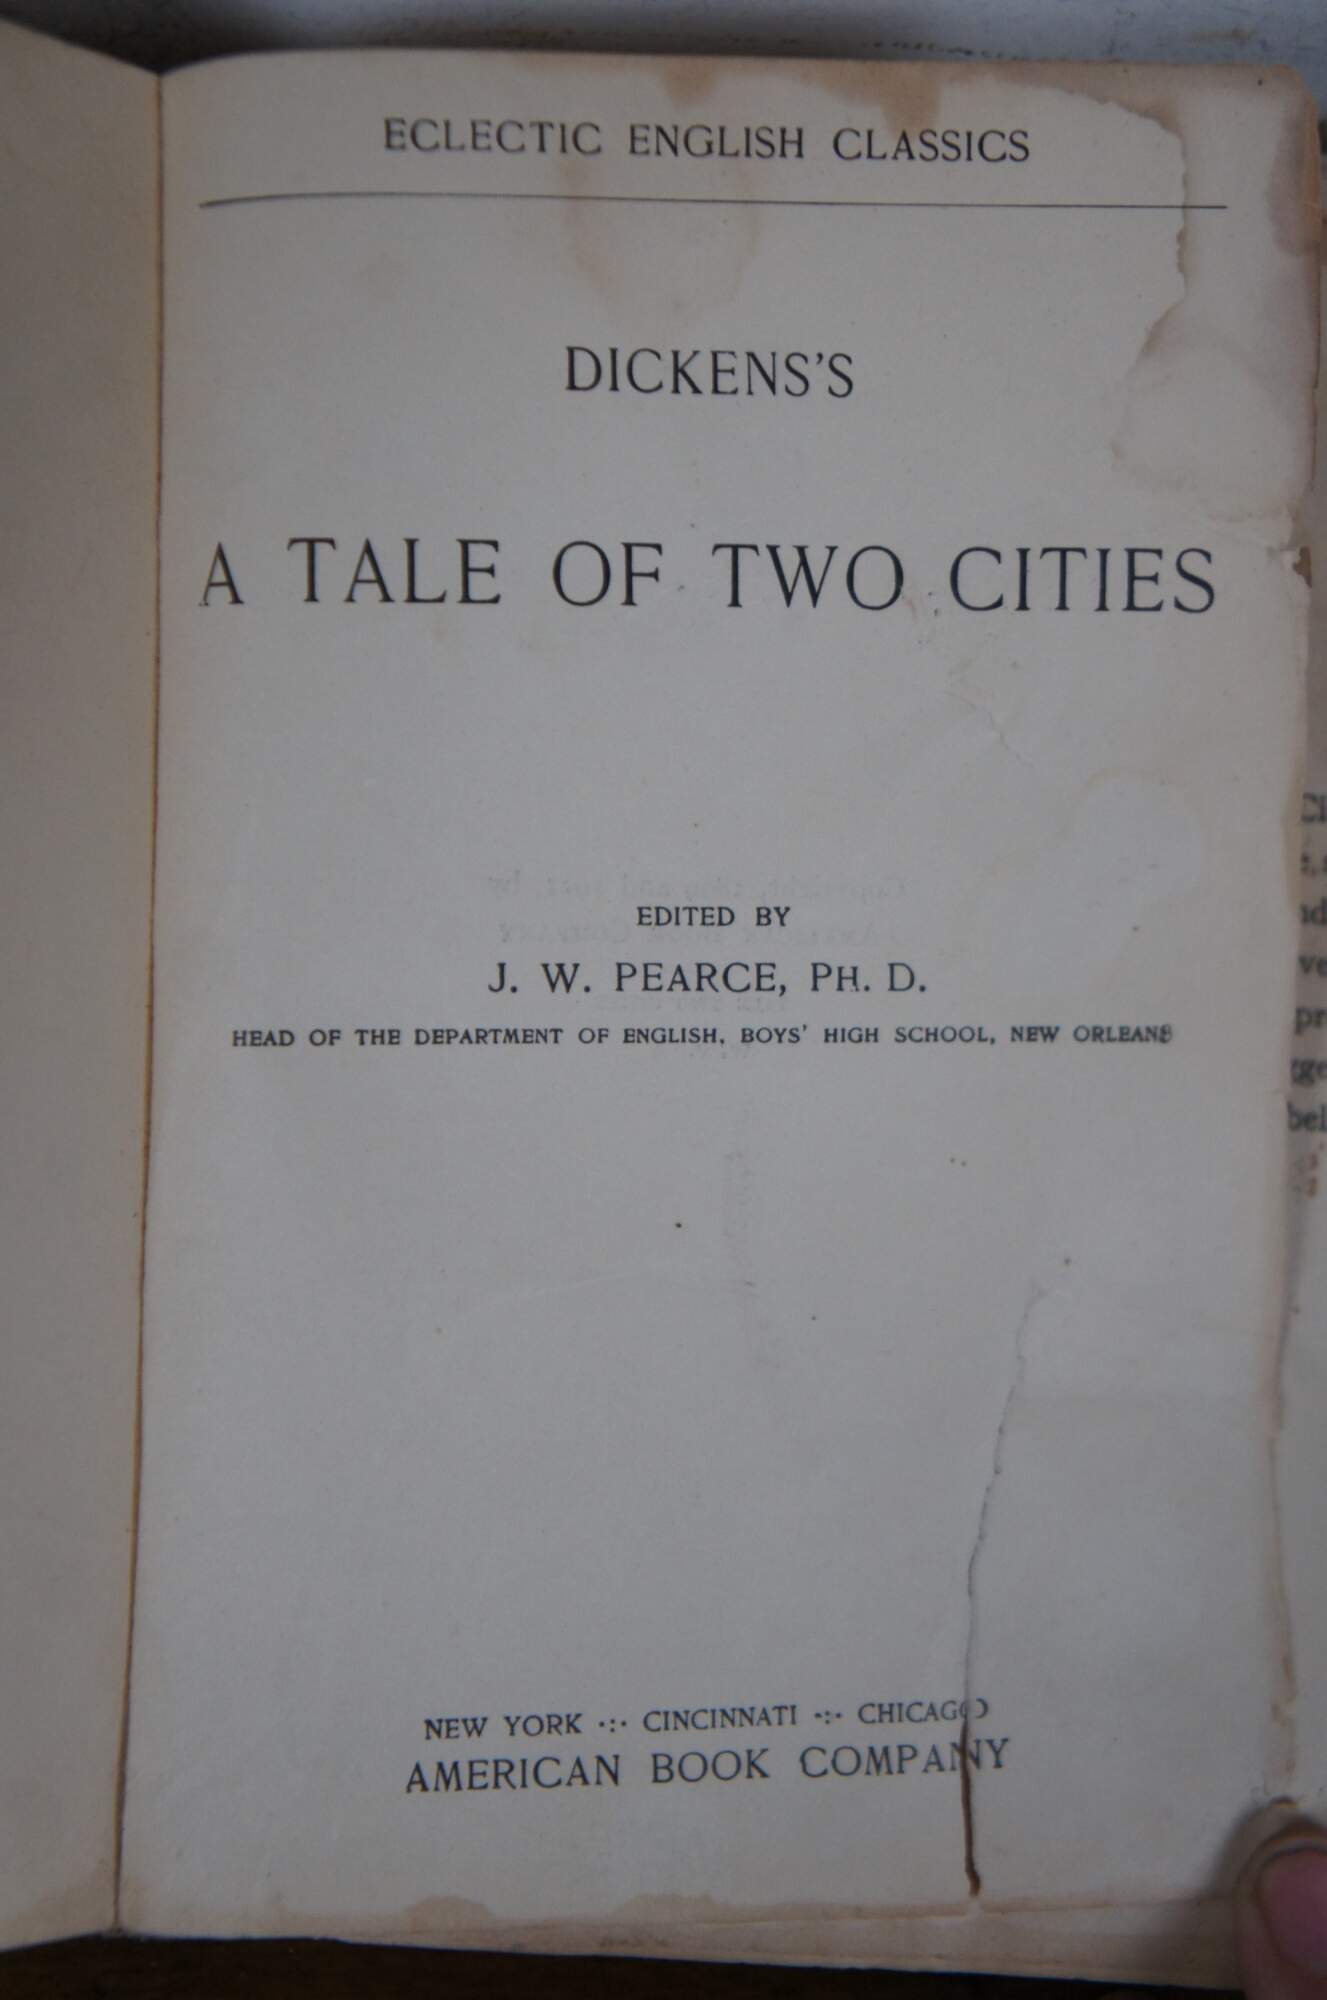 ECLECTIC ENGLISH CLASSICS
DICKENS'S
A TALE OF TWO CITIES
EDITED BY
J. W. PEARCE, PH. D.
HEAD OF THE DEPARTMENT OF ENGLISH, BOYS' HIGH SCHOOL, NEW ORLEANS
NEW YORK ·:· CINCINNATI ·:· CHICAGO
AMERICAN BOOK COMPANY